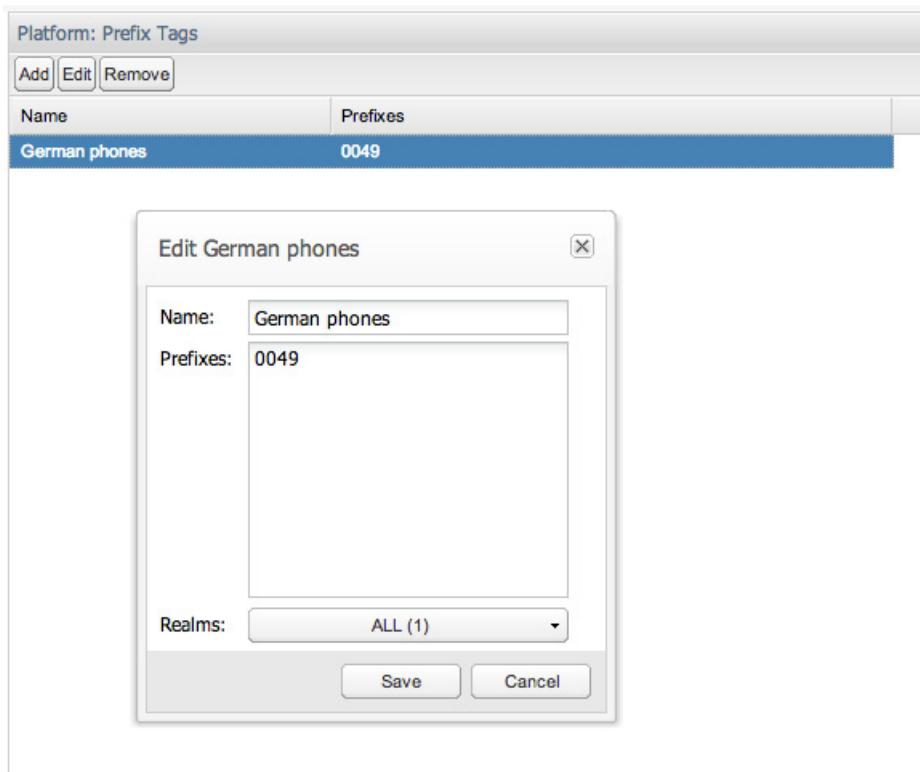 Platform: Prefix Tags
Add Edit Remove
Name Prefixes
German phones 0049
Edit German phones
Name: German phones
Prefixes: 0049
Realms: ALL (1)
Save Cancel